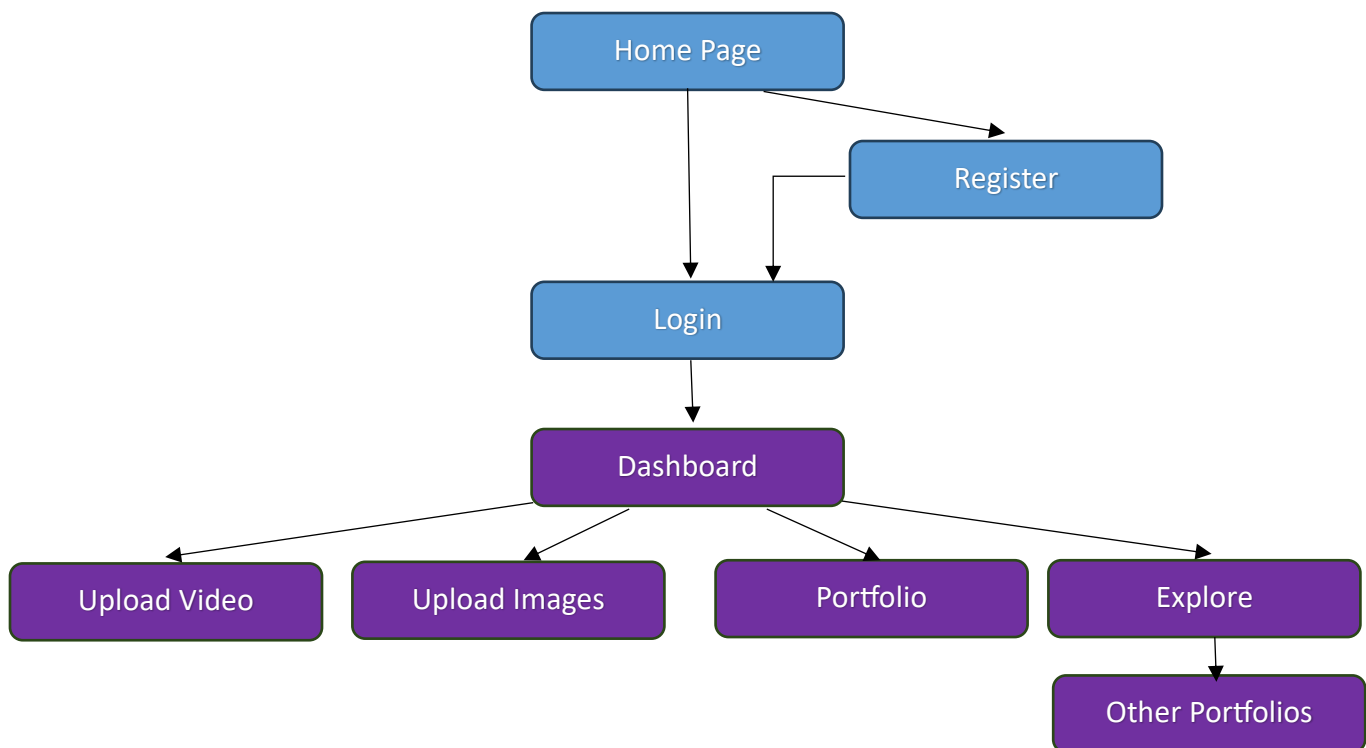 Home Page
Register
Login
Dashboard
Upload Video
Upload Images
Portfolio
Explore
Other Portfolios